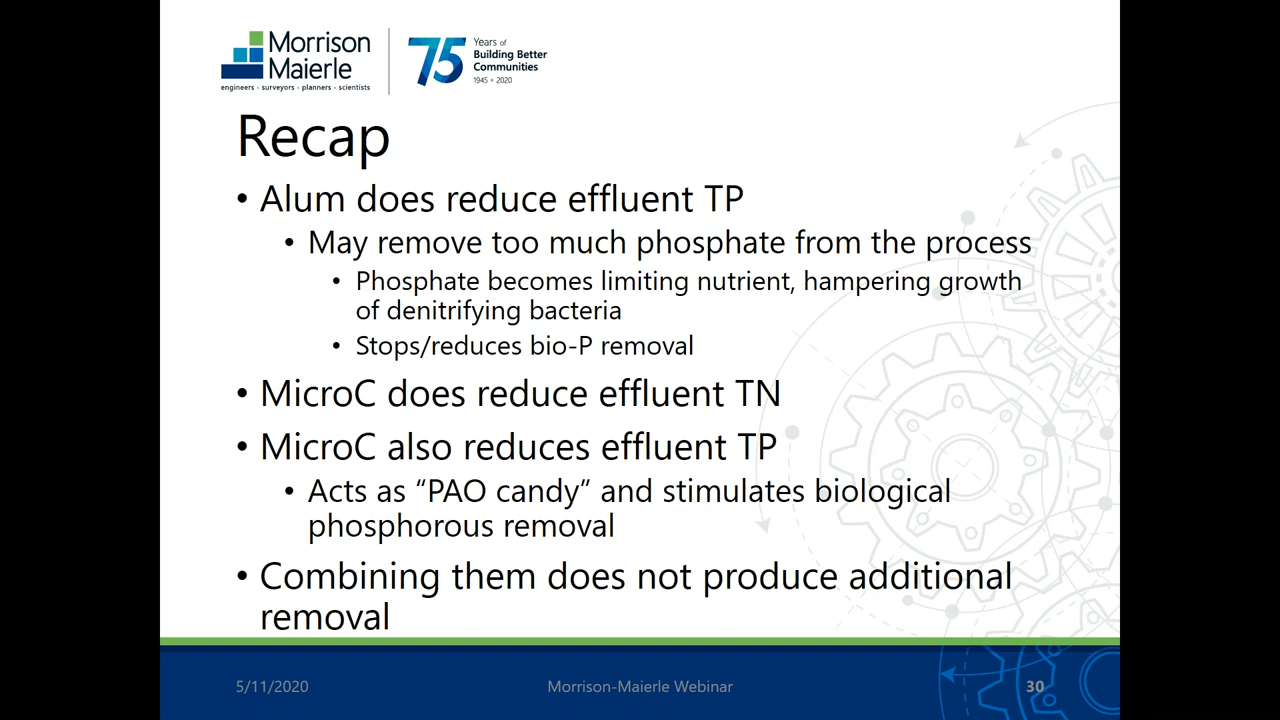 Morrison
Maierle
engineers • surveyors • planners • scientists
75
Years of
Building Better
Communities
1945 • 2020
Recap
• Alum does reduce effluent TP
• May remove too much phosphate from the process
• Phosphate becomes limiting nutrient, hampering growth
of denitrifying bacteria
• Stops/reduces bio-P removal
• MicroC does reduce effluent TN
• MicroC also reduces effluent TP
• Acts as “PAO candy” and stimulates biological
phosphorous removal
• Combining them does not produce additional
removal
5/11/2020
Morrison-Maierle Webinar
30